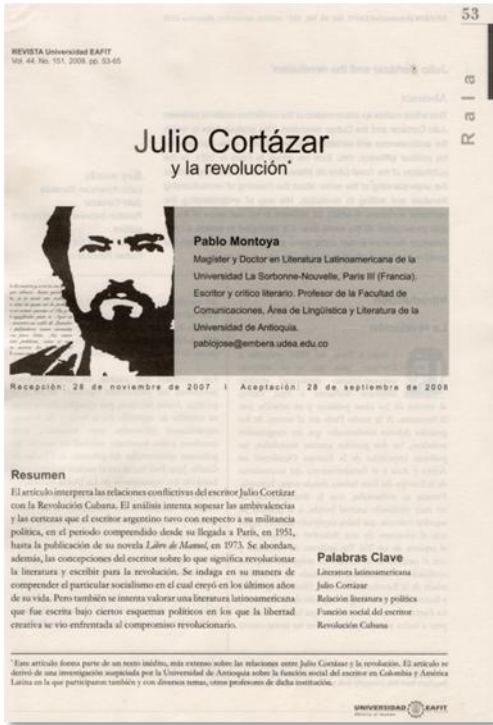 53
REVISTA Universidad EAFIT
Vol. 44. No. 151. 2008. pp. 53-65
Rala
Julio Cortázar
y la revolución*
Pablo Montoya
Magíster y Doctor en Literatura Latinoamericana de la
Universidad La Sorbonne-Nouvelle, Paris III (Francia).
Escritor y crítico literario. Profesor de la Facultad de
Comunicaciones, Área de Lingüística y Literatura de la
Universidad de Antioquia.
pablojose@embera.udea.edu.co
Recepción: 28 de noviembre de 2007 I Aceptación: 28 de septiembre de 2008
Resumen
El artículo interpreta las relaciones conflictivas del escritor Julio Cortázar
con la Revolución Cubana. El análisis intenta sopesar las ambivalencias
y las certezas que el escritor argentino tuvo con respecto a su militancia
política, en el periodo comprendido desde su llegada a París, en 1951,
hasta la publicación de su novela Libro de Manuel, en 1973. Se abordan,
además, las concepciones del escritor sobre lo que significa revolucionar
la literatura y escribir para la revolución. Se indaga en su manera de
comprender el particular socialismo en el cual creyó en los últimos años
de su vida. Pero también se intenta valorar una literatura latinoamericana
que fue escrita bajo ciertos esquemas políticos en los que la libertad
creativa se vio enfrentada al compromiso revolucionario.
Palabras Clave
Literatura latinoamericana
Julio Cortázar
Relación literatura y política
Función social del escritor
Revolución Cubana
* Este artículo forma parte de un texto inédito, más extenso sobre las relaciones entre Julio Cortázar y la revolución. El artículo se
derivó de una investigación auspiciada por la Universidad de Antioquia sobre la función social del escritor en Colombia y América
Latina en la que participaron también y con diversos temas, otros profesores de dicha institución.
UNIVERSIDAD EAFIT